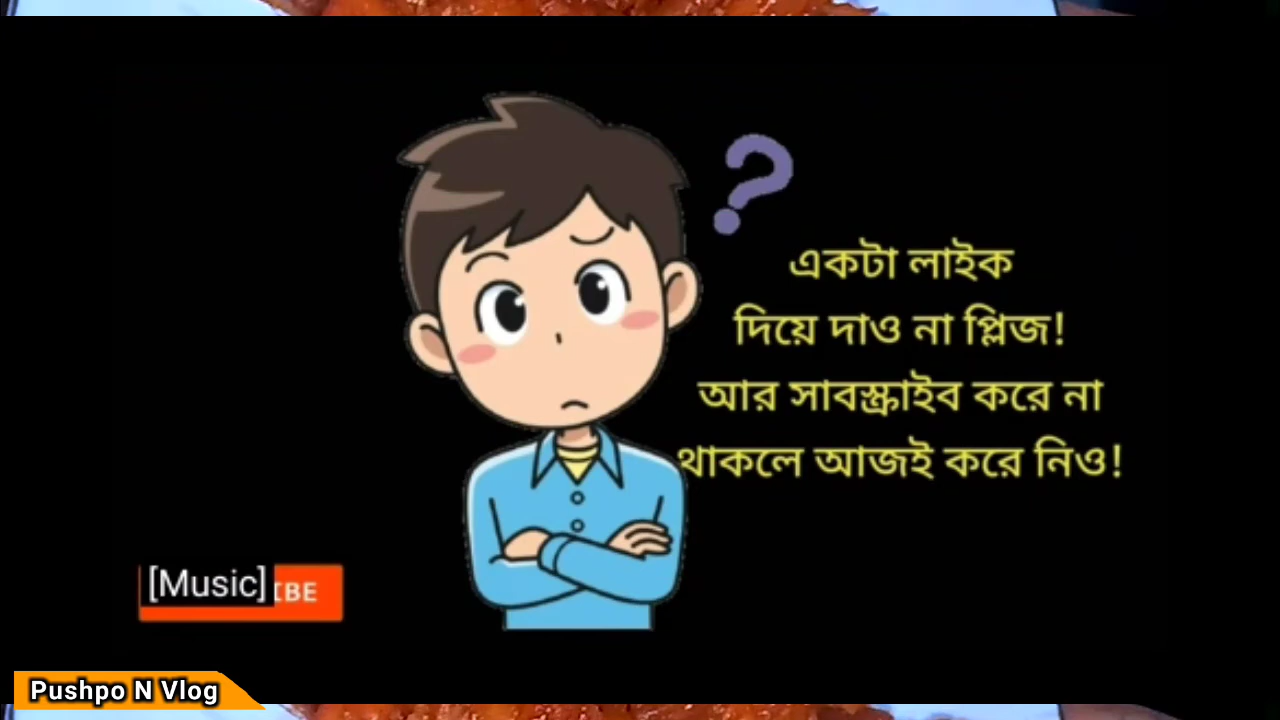 ?
একটা লাইক
দিয়ে দাও না প্লিজ!
আর সাবস্ক্রাইব করে না
থাকলে আজই করে নিও!
[Music]
Pushpo N Vlog